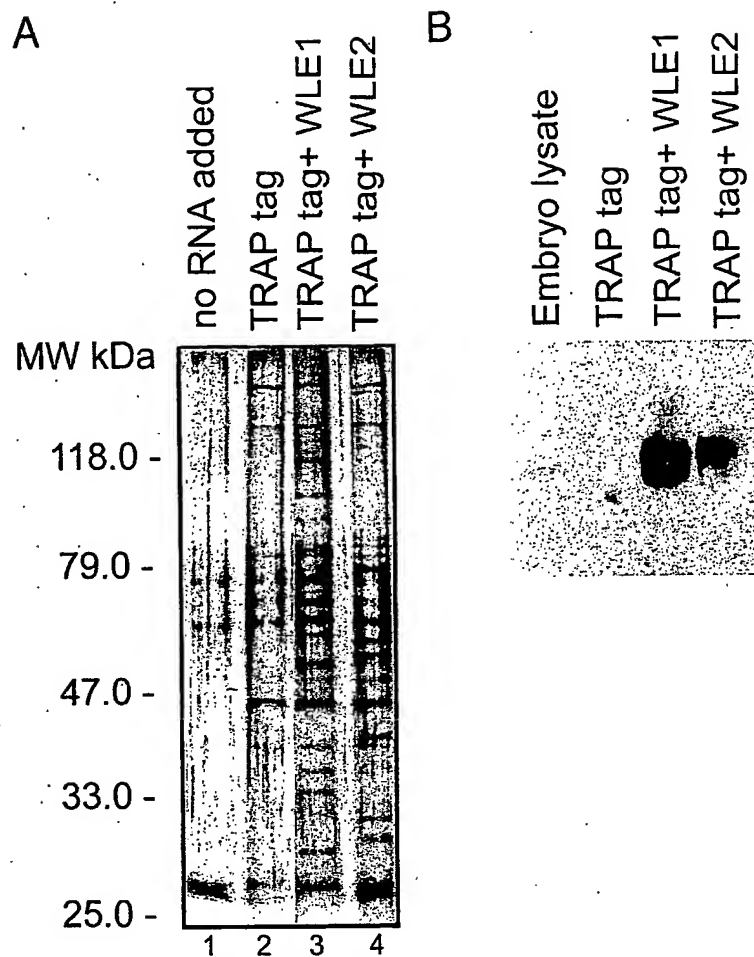 A
no RNA added
TRAP tag
TRAP tag+ WLE1
TRAP tag+ WLE2
MW kDa
118.0 -
79.0 -
47.0 -
33.0 -
25.0 -
1 2 3 4
B
Embryo lysate
TRAP tag
TRAP tag+ WLE1
TRAP tag+ WLE2